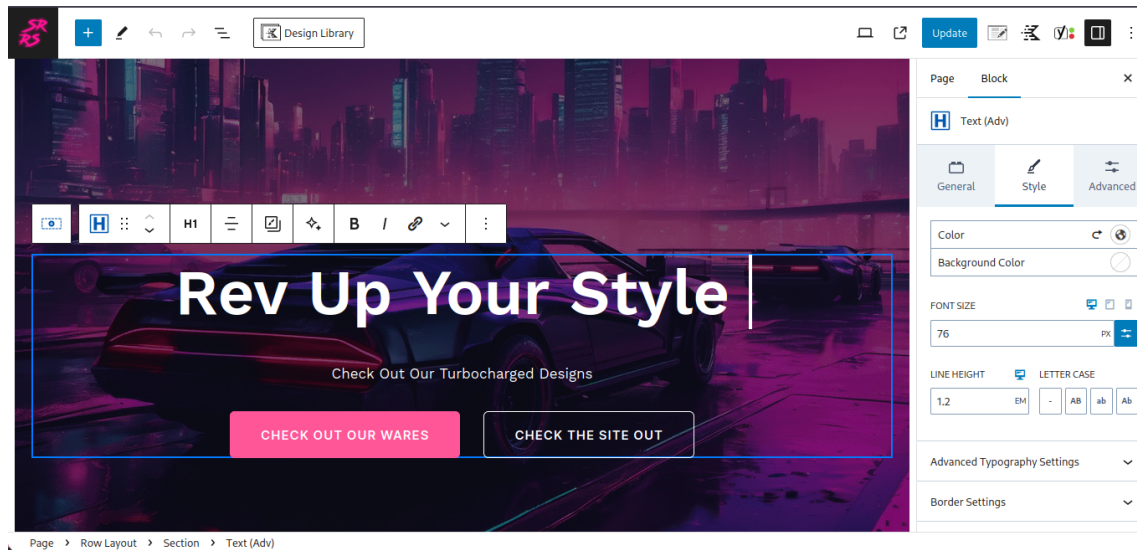 SR
RS
Design Library
Update
Page Block
Text (Adv)
General Style Advanced
H1 B I
Color
Background Color
FONT SIZE
76 PX
LINE HEIGHT LETTER CASE
1.2 EM - AB ab Ab
Advanced Typography Settings
Border Settings
Rev Up Your Style
Check Out Our Turbocharged Designs
CHECK OUT OUR WARES CHECK THE SITE OUT
Page > Row Layout > Section > Text (Adv)